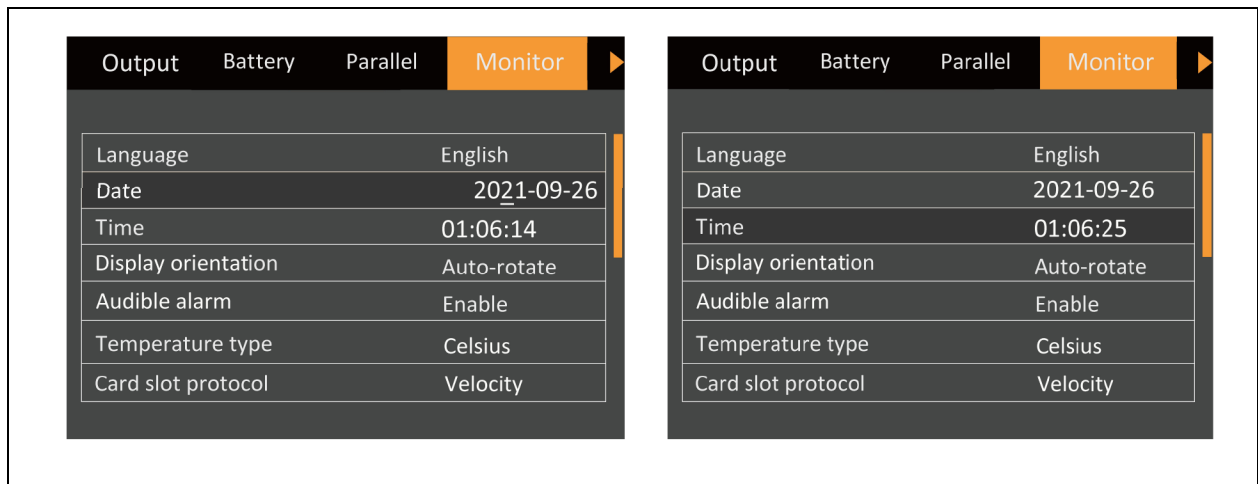 Output Battery Parallel Monitor
Language English
Date 2021-09-26
Time 01:06:14
Display orientation Auto-rotate
Audible alarm Enable
Temperature type Celsius
Card slot protocol Velocity
Output Battery Parallel Monitor
Language English
Date 2021-09-26
Time 01:06:25
Display orientation Auto-rotate
Audible alarm Enable
Temperature type Celsius
Card slot protocol Velocity